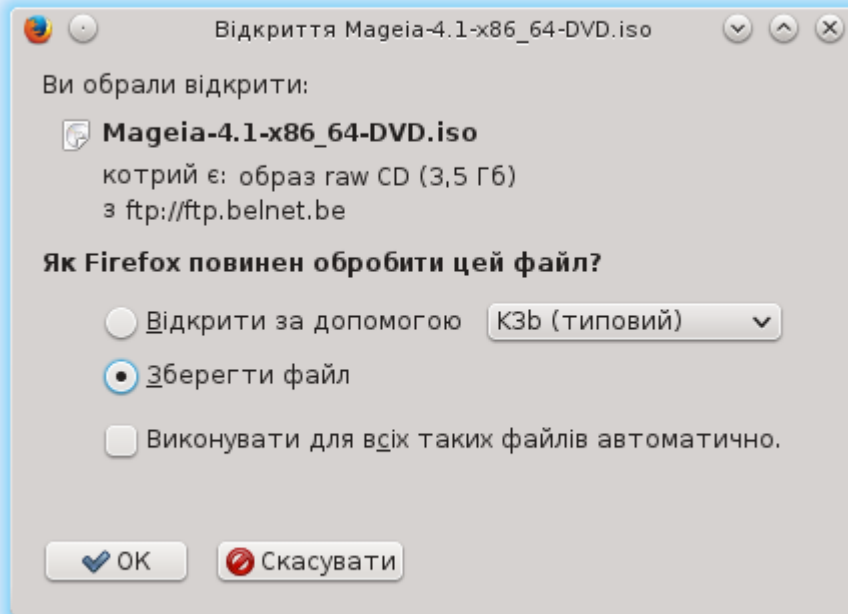 Відкриття Mageia-4.1-x86_64-DVD.iso
Ви обрали відкрити:
Mageia-4.1-x86_64-DVD.iso
котрий є: образ raw CD (3,5 Гб)
з ftp://ftp.belnet.be
Як Firefox повинен обробити цей файл?
Відкрити за допомогою K3b (типовий)
Зберегти файл
Виконувати для всіх таких файлів автоматично.
OK Скасувати